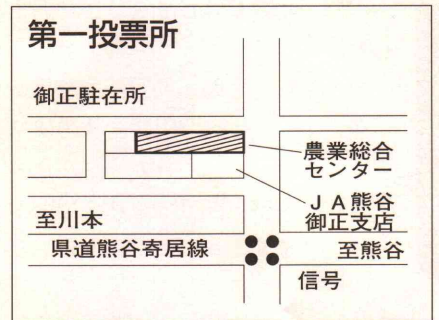 第一投票所
御正駐在所
農業総合
センター
ＪＡ熊谷
御正支店
至川本
県道熊谷寄居線
至熊谷
信号